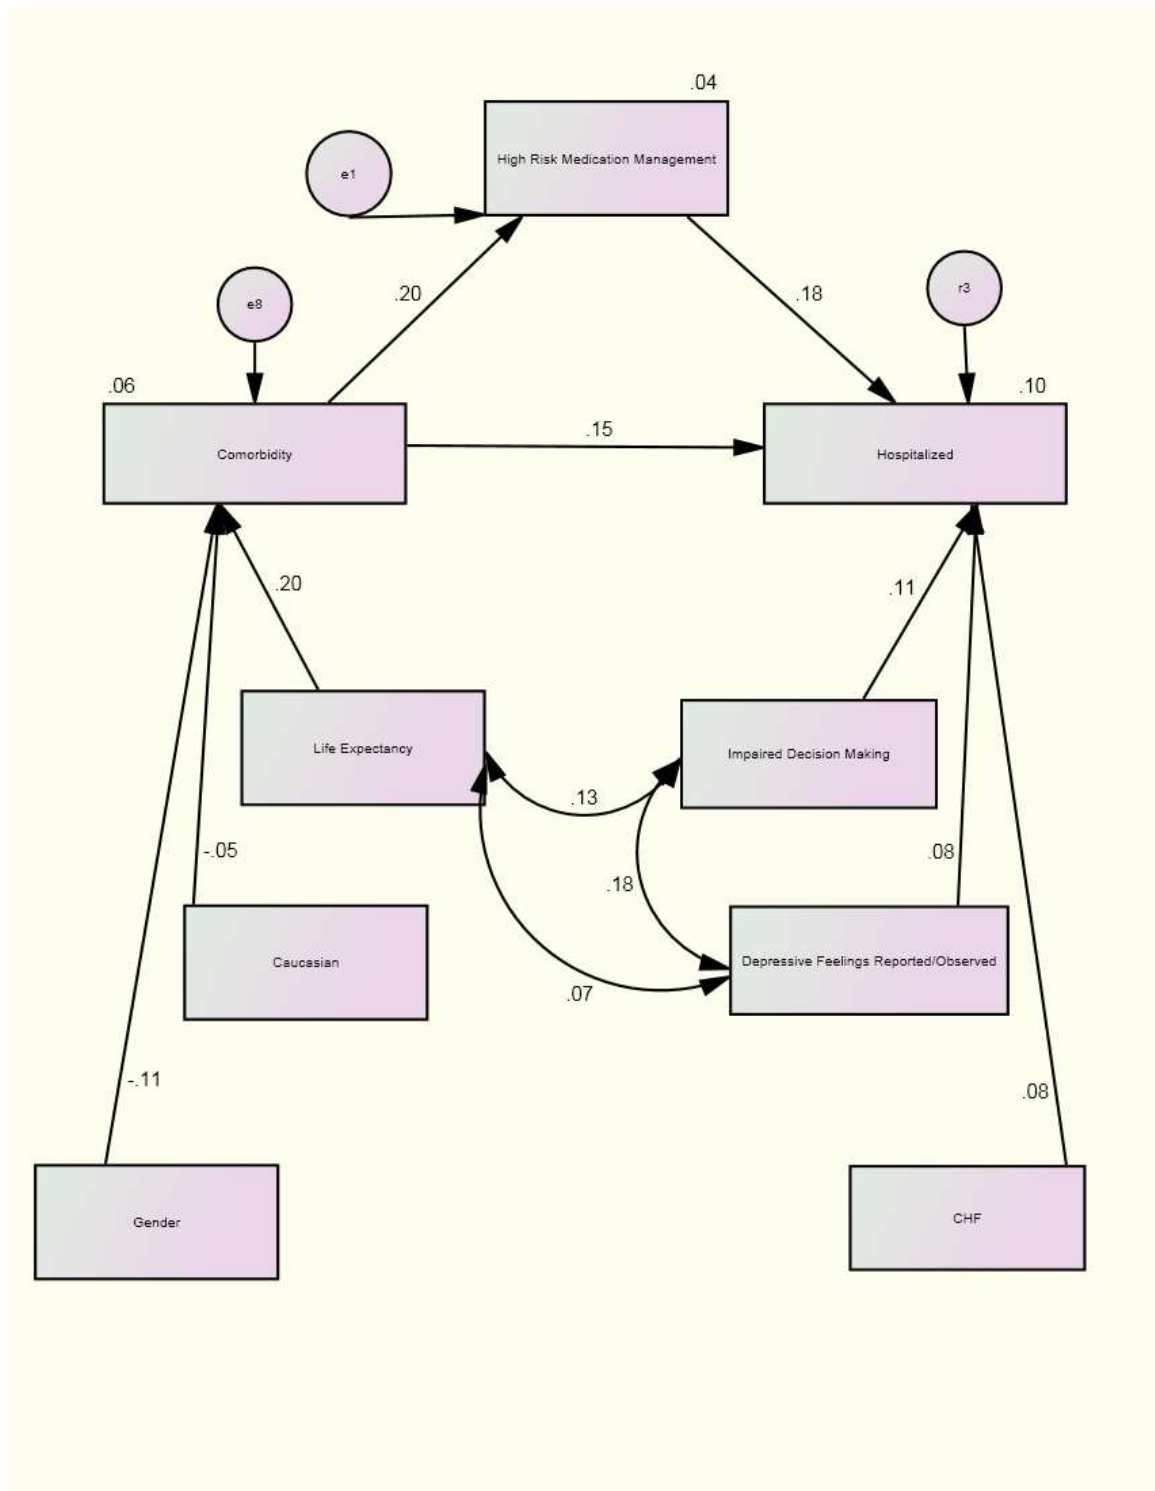 .04
High Risk Medication Management
e1
.20
.18
e8
r3
.06
.10
Comorbidity
.15
Hospitalized
.20
.11
Life Expectancy
Impaired Decision Making
.13
-.05
.08
.18
Caucasian
Depressive Feelings Reported/Observed
.07
-.11
.08
Gender
CHF